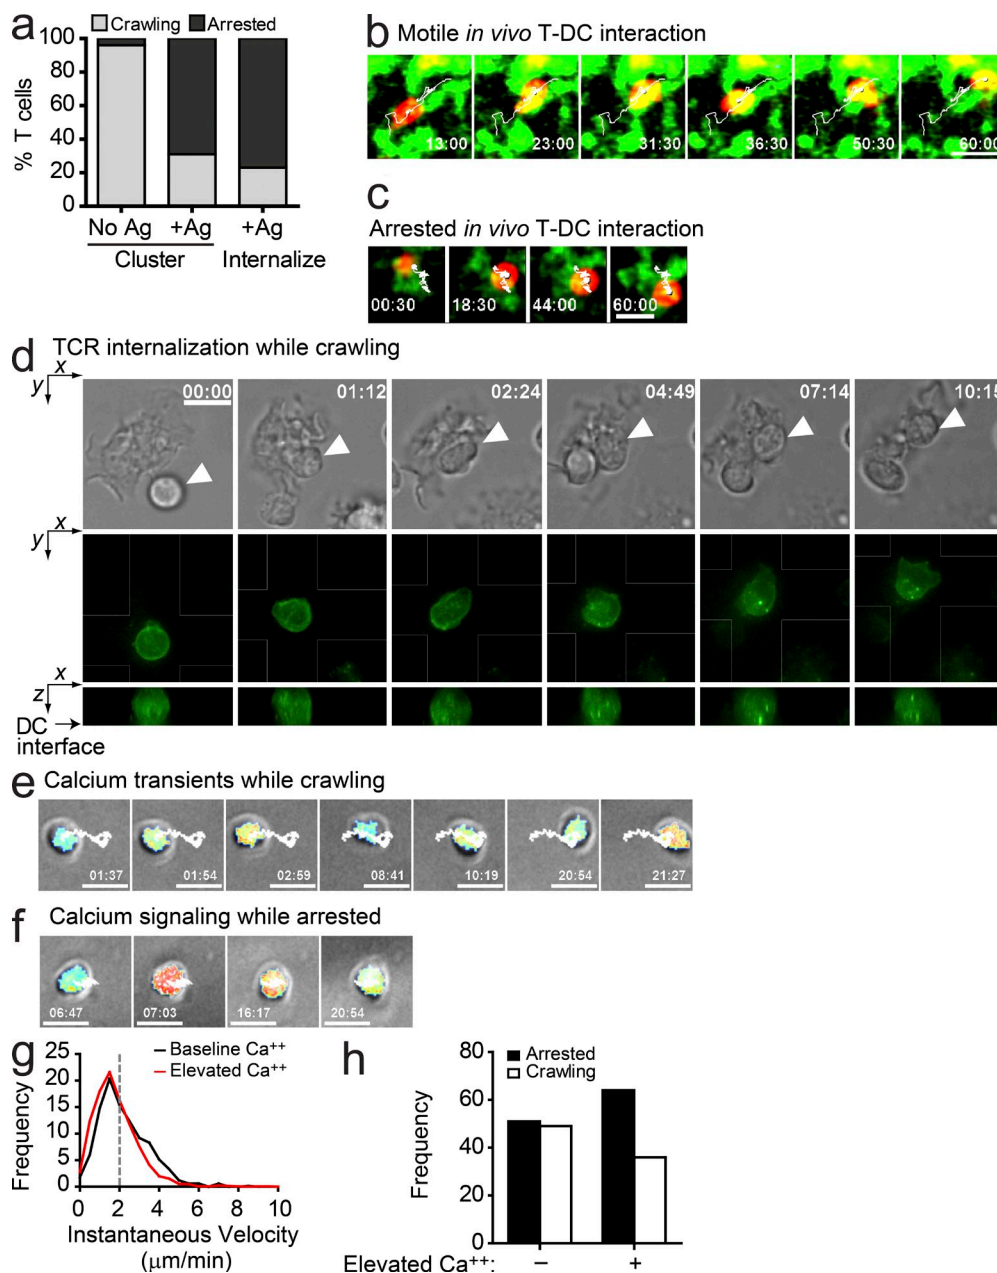 a
Crawling Arrested
100
80
60
40
20
0
% T cells
No Ag +Ag +Ag
Cluster Internalize
b Motile in vivo T-DC interaction
13:00 23:00 31:30 36:30 50:30 60:00
c
Arrested in vivo T-DC interaction
00:30 18:30 44:00 60:00
d TCR internalization while crawling
x
y
00:00 01:12 02:24 04:49 07:14 10:15
x
y
x
z
DC
interface
e Calcium transients while crawling
01:37 01:54 02:59 08:41 10:19 20:54 21:27
f Calcium signaling while arrested
06:47 07:03 16:17 20:54
g
Baseline Ca++
Elevated Ca++
25
20
15
10
5
0
Frequency
0 2 4 6 8 10
Instantaneous Velocity
(μm/min)
h
Arrested
Crawling
80
60
40
20
0
Frequency
Elevated Ca++: – +